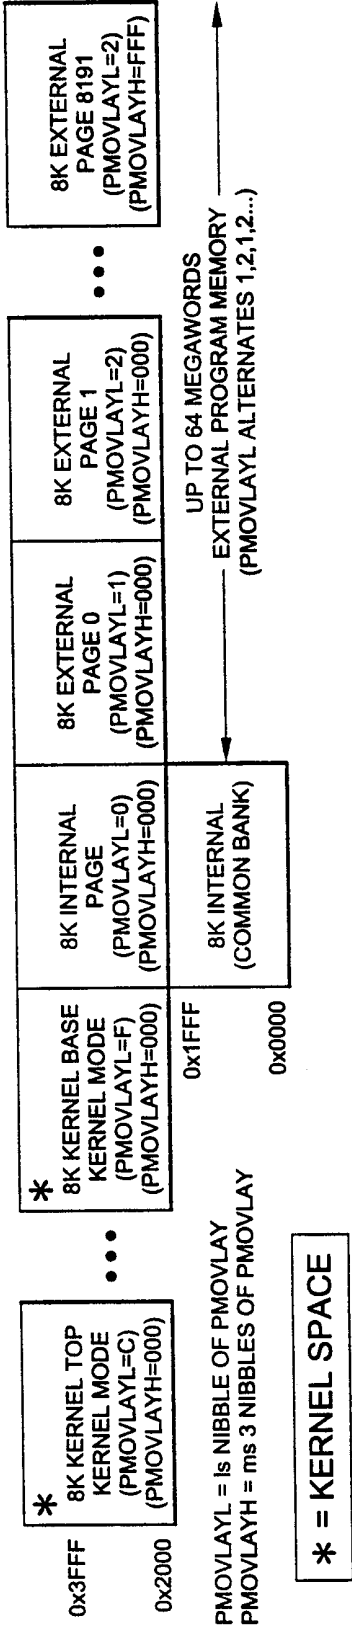 0x3FFF
0x2000
*
8K KERNEL TOP
KERNEL MODE
(PMOVLAYL=C)
(PMOVLAYH=000)
• • •
*
8K KERNEL BASE
KERNEL MODE
(PMOVLAYL=F)
(PMOVLAYH=000)
8K INTERNAL
PAGE
(PMOVLAYL=0)
(PMOVLAYH=000)
8K EXTERNAL
PAGE 0
(PMOVLAYL=1)
(PMOVLAYH=000)
8K EXTERNAL
PAGE 1
(PMOVLAYL=2)
(PMOVLAYH=000)
• • •
8K EXTERNAL
PAGE 8191
(PMOVLAYL=2)
(PMOVLAYH=FFF)
0x1FFF
0x0000
8K INTERNAL
(COMMON BANK)
UP TO 64 MEGAWORDS
EXTERNAL PROGRAM MEMORY
(PMOVLAYL ALTERNATES 1,2,1,2...)
PMOVLAYL = ls NIBBLE OF PMOVLAY
PMOVLAYH = ms 3 NIBBLES OF PMOVLAY
* = KERNEL SPACE